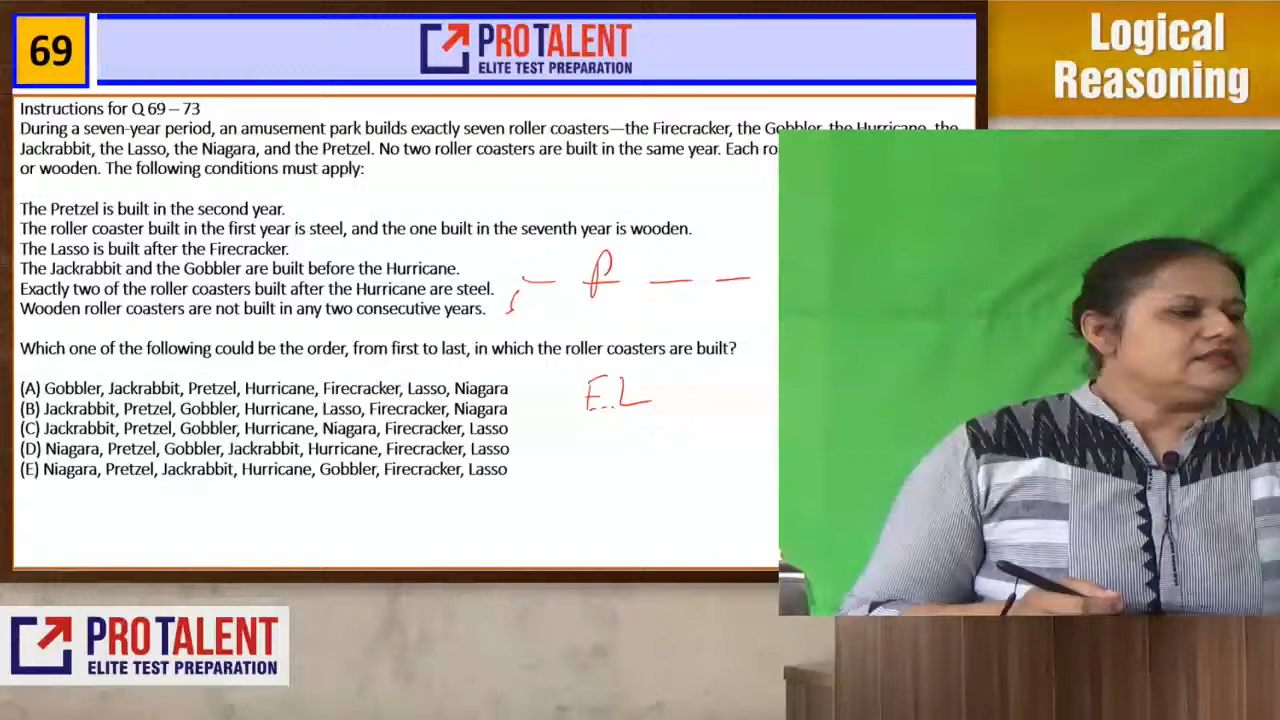 69
PROTALENT
ELITE TEST PREPARATION
Logical
Reasoning
Instructions for Q 69 – 73
During a seven-year period, an amusement park builds exactly seven roller coasters—the Firecracker, the Gobbler, the Hurricane, the
Jackrabbit, the Lasso, the Niagara, and the Pretzel. No two roller coasters are built in the same year. Each
or wooden. The following conditions must apply:
The Pretzel is built in the second year.
The roller coaster built in the first year is steel, and the one built in the seventh year is wooden.
The Lasso is built after the Firecracker.
The Jackrabbit and the Gobbler are built before the Hurricane.
Exactly two of the roller coasters built after the Hurricane are steel.
Wooden roller coasters are not built in any two consecutive years.
P
Which one of the following could be the order, from first to last, in which the roller coasters are built?
(A) Gobbler, Jackrabbit, Pretzel, Hurricane, Firecracker, Lasso, Niagara
(B) Jackrabbit, Pretzel, Gobbler, Hurricane, Lasso, Firecracker, Niagara
(C) Jackrabbit, Pretzel, Gobbler, Hurricane, Niagara, Firecracker, Lasso
(D) Niagara, Pretzel, Gobbler, Jackrabbit, Hurricane, Firecracker, Lasso
(E) Niagara, Pretzel, Jackrabbit, Hurricane, Gobbler, Firecracker, Lasso
PROTALENT
ELITE TEST PREPARATION